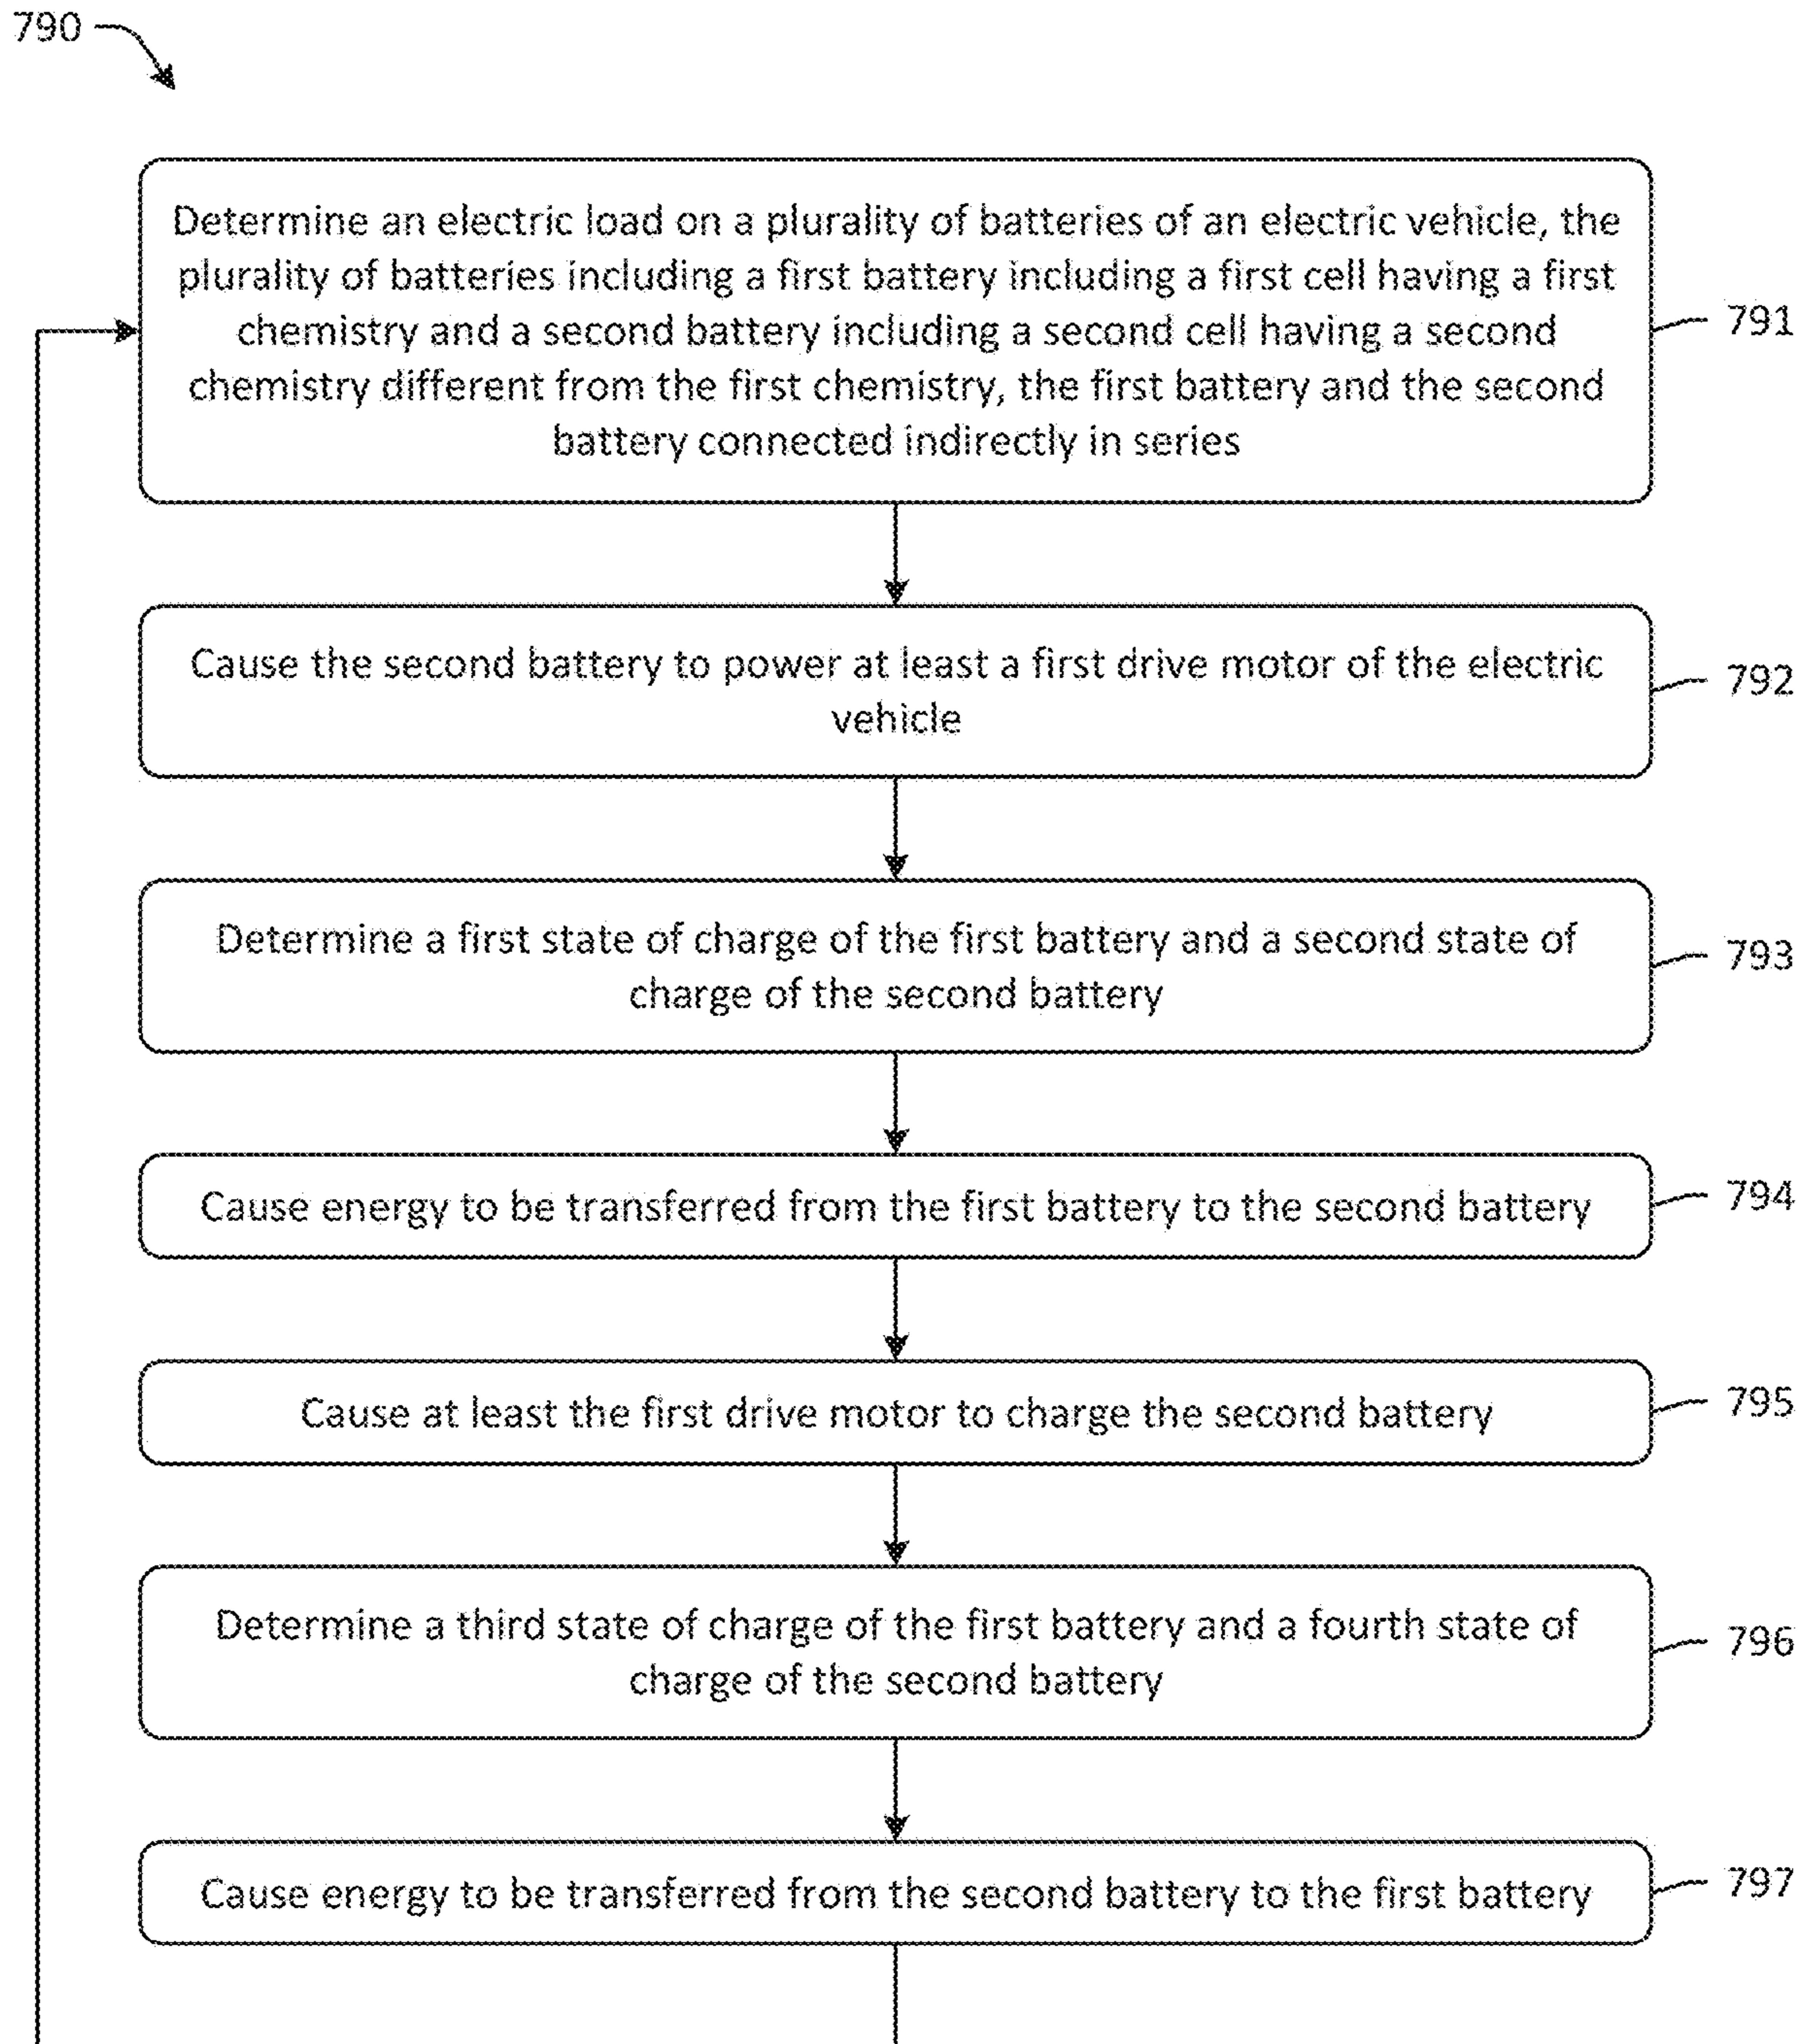 790
Determine an electric load on a plurality of batteries of an electric vehicle, the
plurality of batteries including a first battery including a first cell having a first
chemistry and a second battery including a second cell having a second
chemistry different from the first chemistry, the first battery and the second
battery connected indirectly in series
791
Cause the second battery to power at least a first drive motor of the electric
vehicle
792
Determine a first state of charge of the first battery and a second state of
charge of the second battery
793
Cause energy to be transferred from the first battery to the second battery
794
Cause at least the first drive motor to charge the second battery
795
Determine a third state of charge of the first battery and a fourth state of
charge of the second battery
796
Cause energy to be transferred from the second battery to the first battery
797